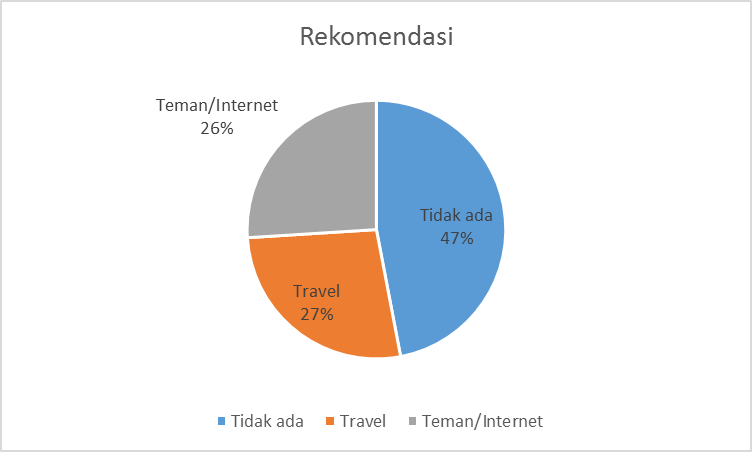 Rekomendasi
Teman/Internet
26%
Tidak ada
47%
Travel
27%
Tidak ada Travel Teman/Internet